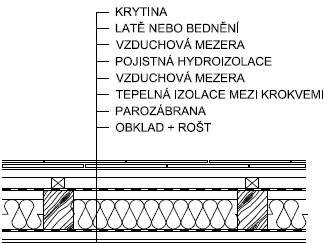 KRYTINA
LATĚ NEBO BEDNĚNÍ
VZDUCHOVÁ MEZERA
POJISTNÁ HYDROIZOLACE
VZDUCHOVÁ MEZERA
TEPELNÁ IZOLACE MEZI KROKVEMI
PAROZÁBRANA
OBKLAD + ROŠT